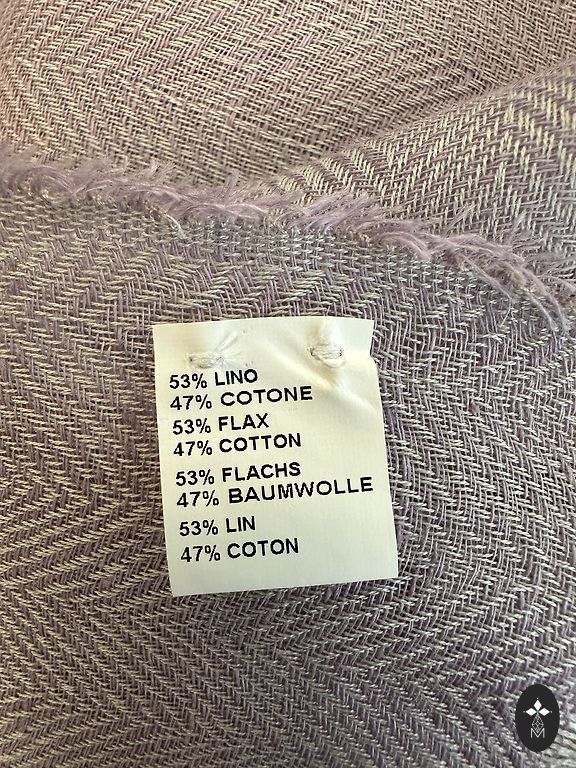 53% LINO
47% COTONE
53% FLAX
47% COTTON
53% FLACHS
47% BAUMWOLLE
53% LIN
47% COTON
M